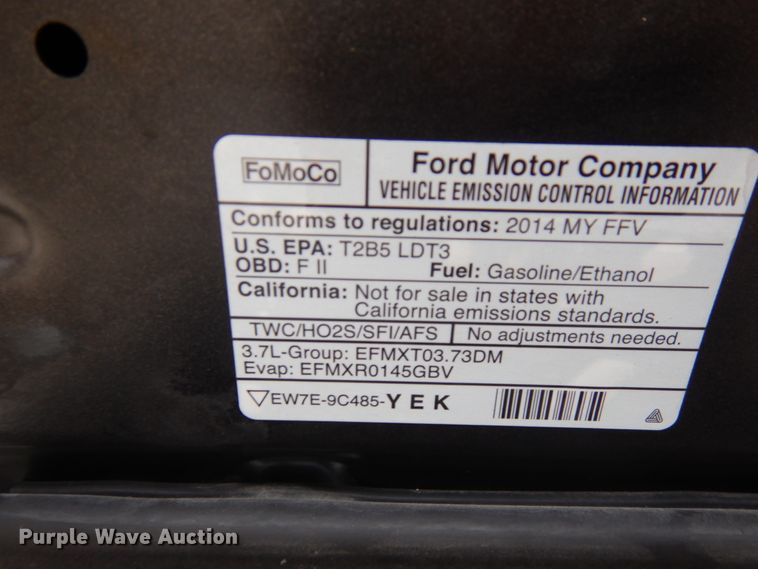 FoMoCo
Ford Motor Company
VEHICLE EMISSION CONTROL INFORMATION
Conforms to regulations: 2014 MY FFV
U.S. EPA: T2B5 LDT3
OBD: F II Fuel: Gasoline/Ethanol
California: Not for sale in states with
California emissions standards.
TWC/HO2S/SFI/AFS No adjustments needed.
3.7L-Group: EFMXT03.73DM
Evap: EFMXR0145GBV
EW7E-9C485-YEK
Purple Wave Auction